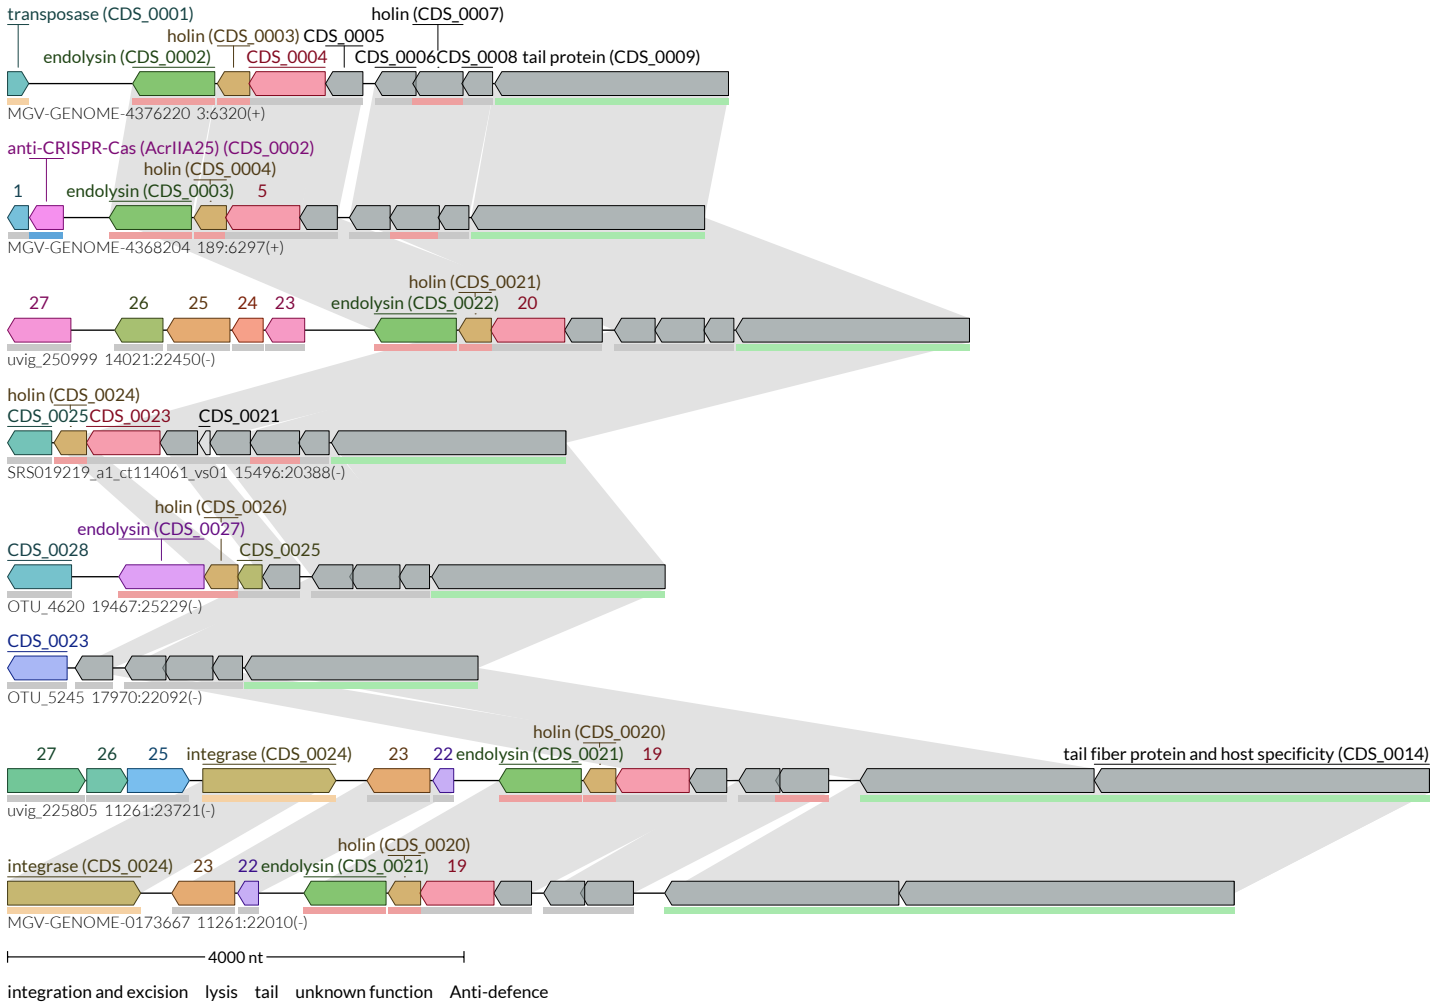 transposase (CDS_0001)
holin (CDS_0007)
holin (CDS_0003) CDS_0005
endolysin (CDS_0002) CDS_0004 CDS_0006 CDS_0008 tail protein (CDS_0009)
MGV-GENOME-4376220 3:6320(+)
anti-CRISPR-Cas (AcrIIA25) (CDS_0002)
holin (CDS_0004)
1 endolysin (CDS_0003) 5
MGV-GENOME-4368204 189:6297(+)
holin (CDS_0021)
27 26 25 24 23 endolysin (CDS_0022) 20
uvig_250999 14021:22450(-)
holin (CDS_0024)
CDS_0025 CDS_0023 CDS_0021
SRS019219_a1_ct114061_vs01 15496:20388(-)
holin (CDS_0026)
endolysin (CDS_0027)
CDS_0028 CDS_0025
OTU_4620 19467:25229(-)
CDS_0023
OTU_5245 17970:22092(-)
holin (CDS_0020)
27 26 25 integrase (CDS_0024) 23 22 endolysin (CDS_0021) 19 tail fiber protein and host specificity (CDS_0014)
uvig_225805 11261:23721(-)
holin (CDS_0020)
integrase (CDS_0024) 23 22 endolysin (CDS_0021) 19
MGV-GENOME-0173667 11261:22010(-)
4000 nt
integration and excision lysis tail unknown function Anti-defence